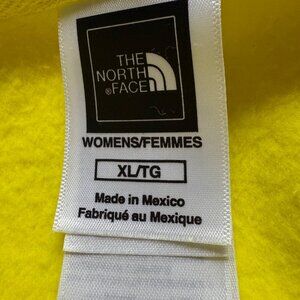 THE
NORTH
®FACE
WOMENS/FEMMES
XL/TG
Made in Mexico
Fabriqué au Mexique